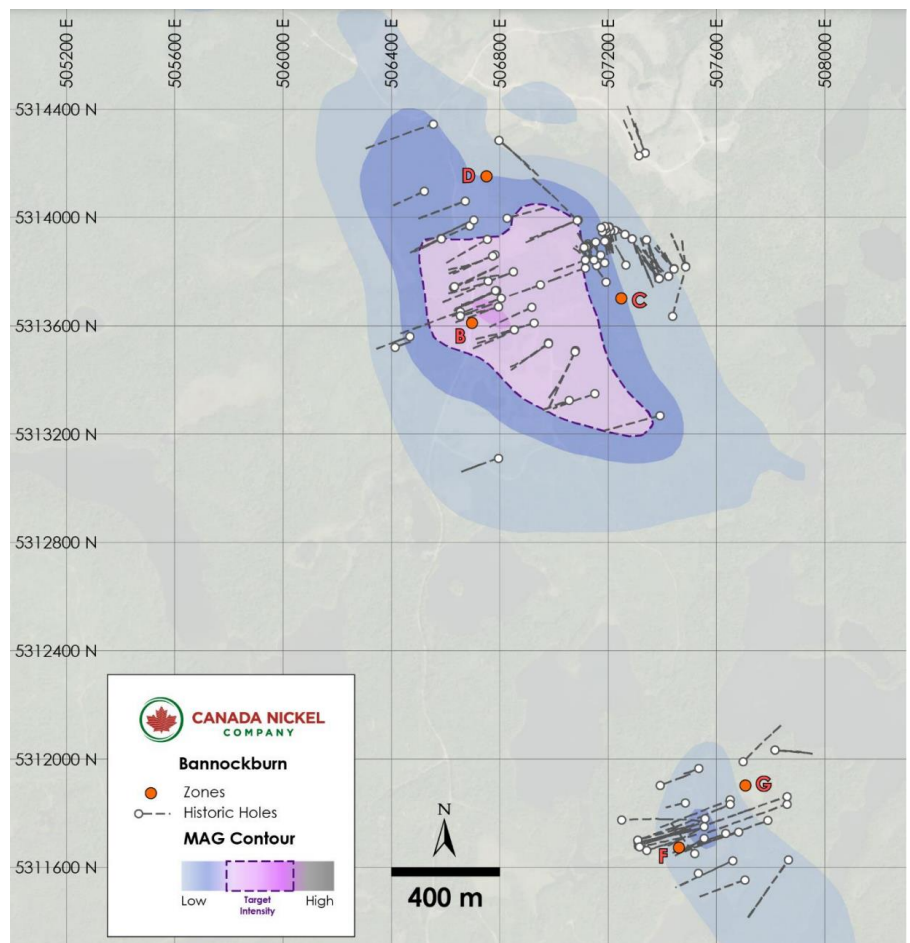 505200 E
505600 E
506000 E
506400 E
506800 E
507200 E
507600 E
508000 E
5314400 N
D
5314000 N
C
5313600 N
B
5313200 N
5312800 N
5312400 N
5312000 N
G
5311600 N
F
CANADA NICKEL
COMPANY
Bannockburn
Zones
Historic Holes
MAG Contour
Low
Target
Intensity
High
N
400 m